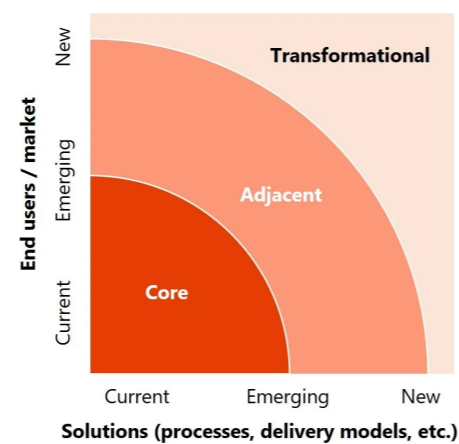 Transformational
New
Adjacent
Emerging
End users / market
Core
Current
Current
Emerging
New
Solutions (processes, delivery models, etc.)